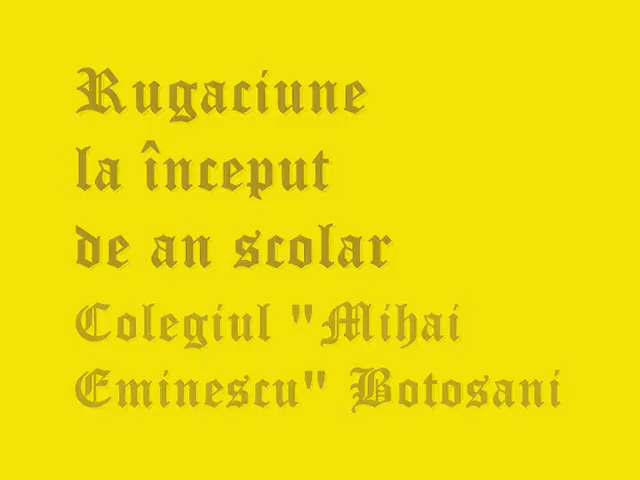 Rugaciune
la început
de an scolar
Colegiul "Mihai
Eminescu" Botosani